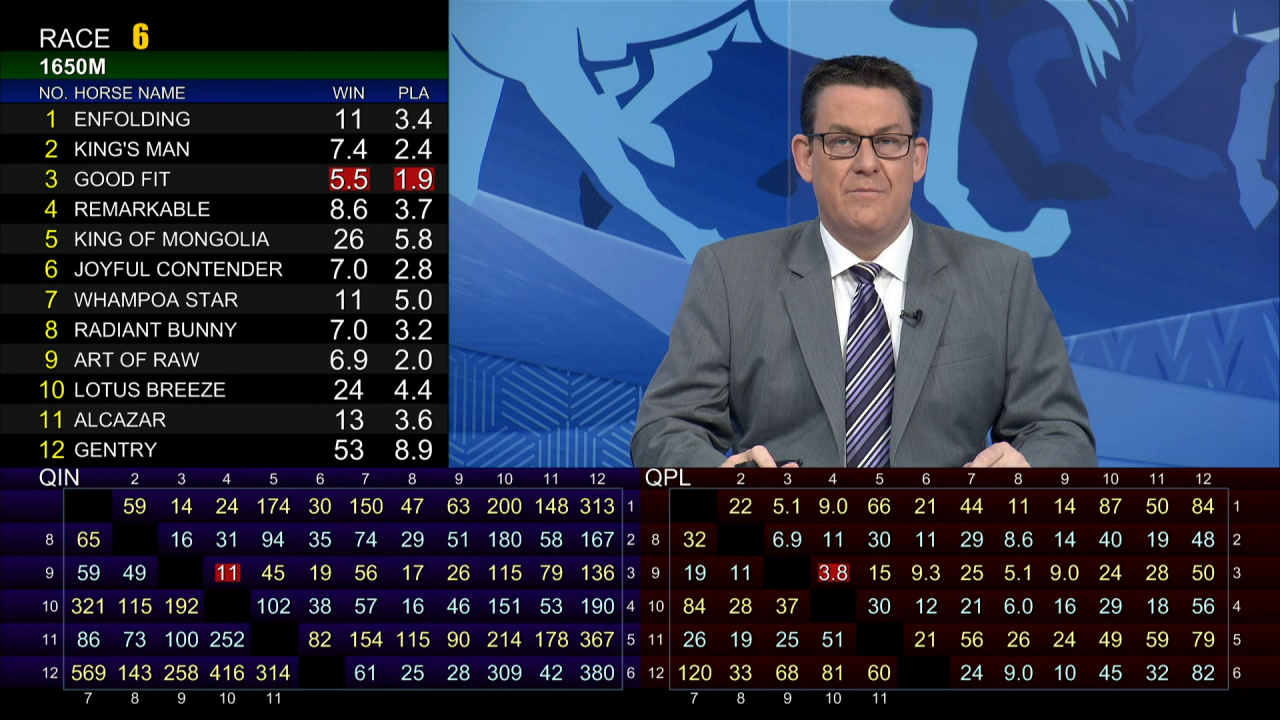 RACE 6
1650M
NO. HORSE NAME WIN PLA
1 ENFOLDING 11 3.4
2 KING'S MAN 7.4 2.4
3 GOOD FIT 5.5 1.9
4 REMARKABLE 8.6 3.7
5 KING OF MONGOLIA 26 5.8
6 JOYFUL CONTENDER 7.0 2.8
7 WHAMPOA STAR 11 5.0
8 RADIANT BUNNY 7.0 3.2
9 ART OF RAW 6.9 2.0
10 LOTUS BREEZE 24 4.4
11 ALCAZAR 13 3.6
12 GENTRY 53 8.9
QIN 2 3 4 5 6 7 8 9 10 11 12
59 14 24 174 30 150 47 63 200 148 313 1
8 65 16 31 94 35 74 29 51 180 58 167 2
9 59 49 11 45 19 56 17 26 115 79 136 3
10 321 115 192 102 38 57 16 46 151 53 190 4
11 86 73 100 252 82 154 115 90 214 178 367 5
12 569 143 258 416 314 61 25 28 309 42 380 6
7 8 9 10 11
QPL 2 3 4 5 6 7 8 9 10 11 12
22 5.1 9.0 66 21 44 11 14 87 50 84 1
8 32 6.9 11 30 11 29 8.6 14 40 19 48 2
9 19 11 3.8 15 9.3 25 5.1 9.0 24 28 50 3
10 84 28 37 30 12 21 6.0 16 29 18 56 4
11 26 19 25 51 21 56 26 24 49 59 79 5
12 120 33 68 81 60 24 9.0 10 45 32 82 6
7 8 9 10 11